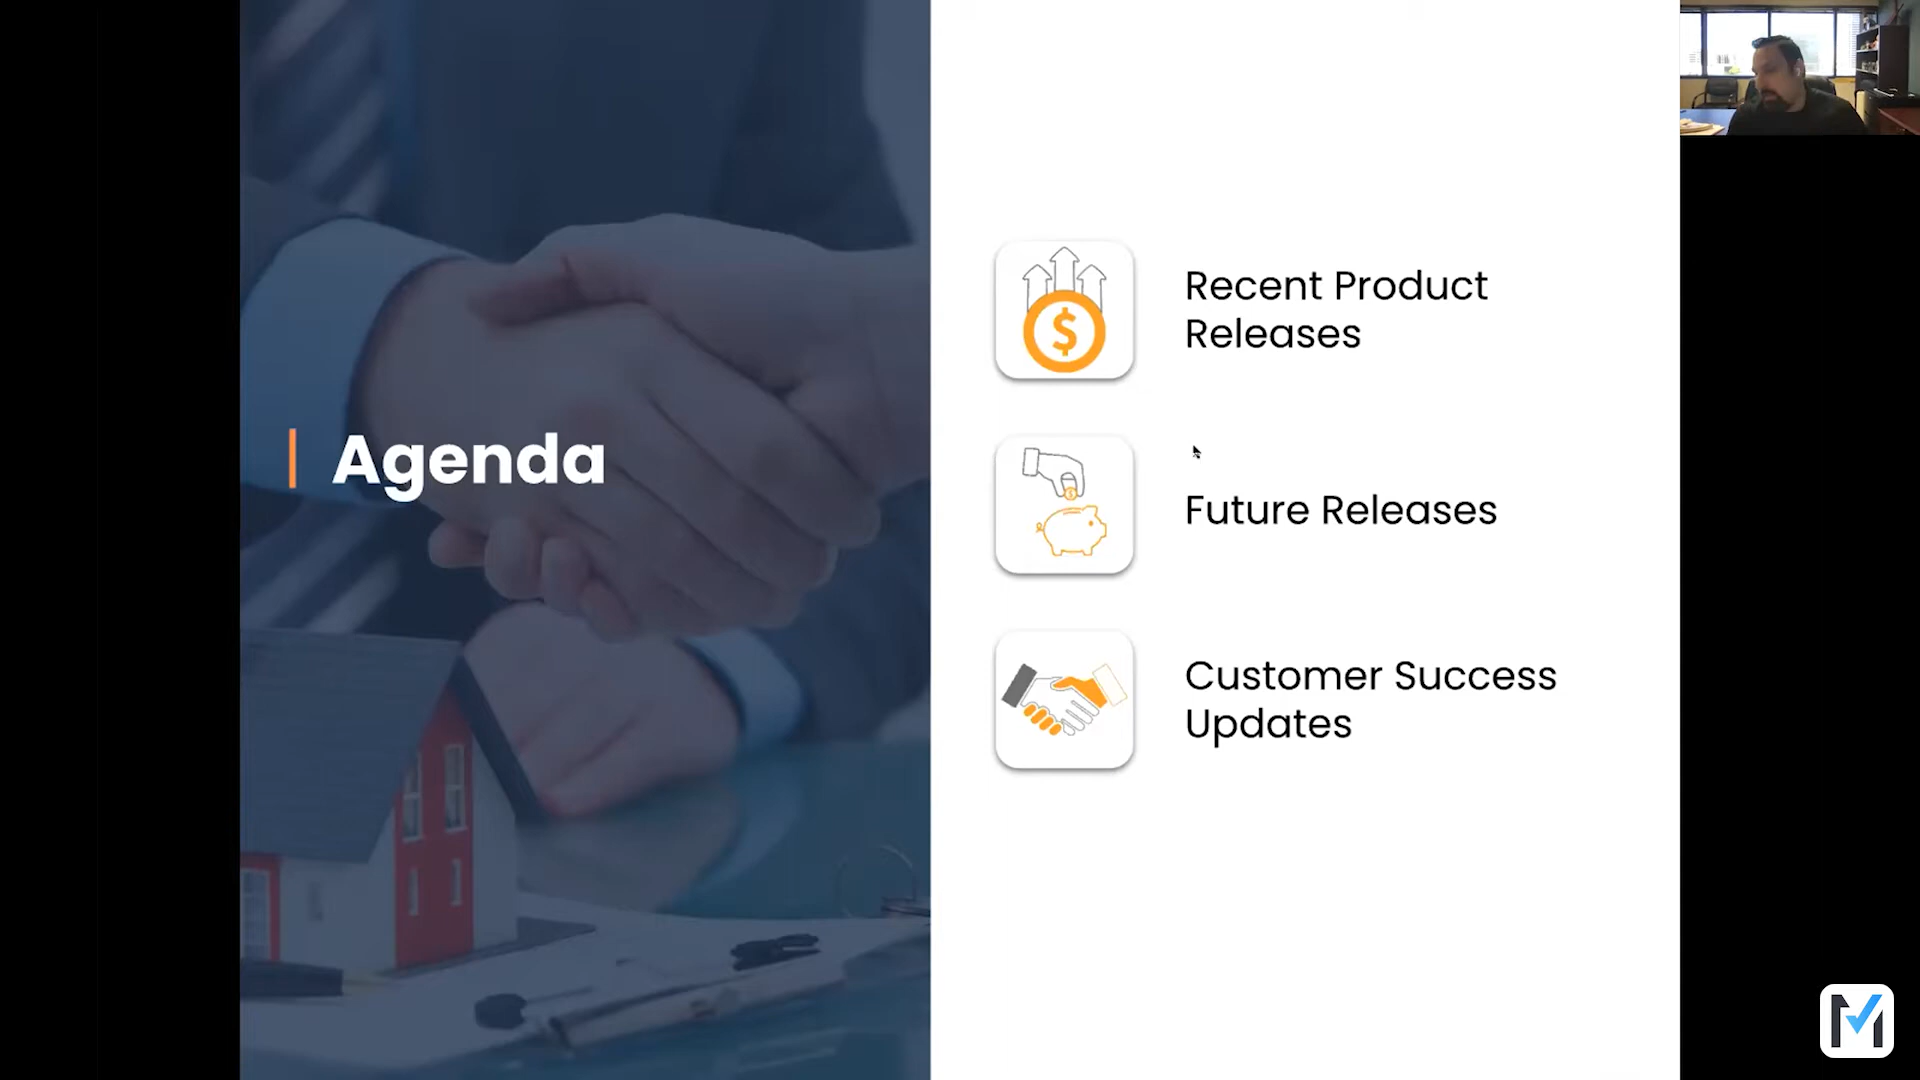 Agenda
Recent Product
Releases
Future Releases
Customer Success
Updates